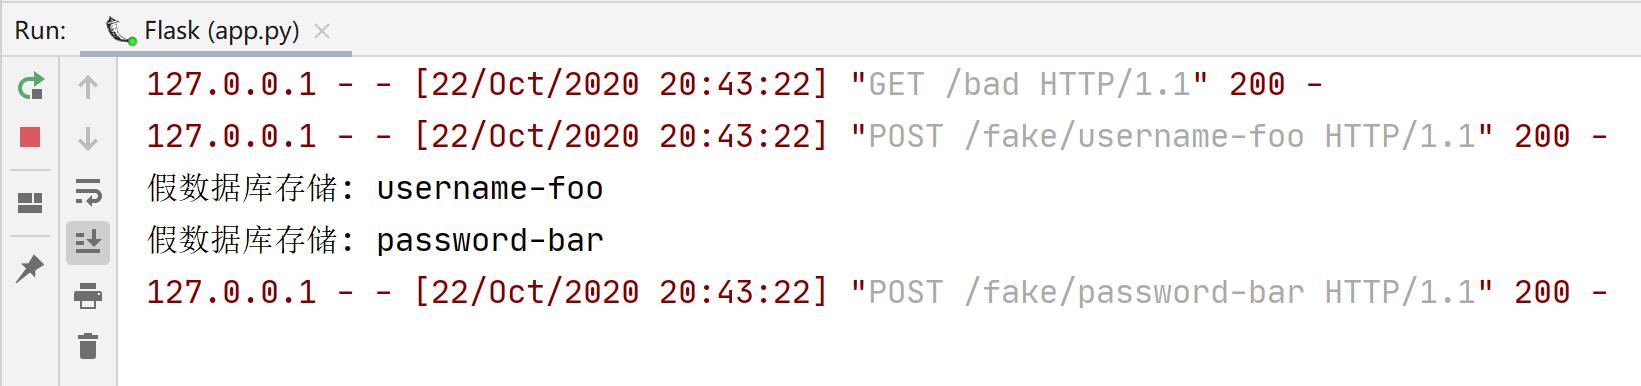 Run: Flask (app.py)
127.0.0.1 - - [22/Oct/2020 20:43:22] "GET /bad HTTP/1.1" 200 -
127.0.0.1 - - [22/Oct/2020 20:43:22] "POST /fake/username-foo HTTP/1.1" 200 -
假数据库存储: username-foo
假数据库存储: password-bar
127.0.0.1 - - [22/Oct/2020 20:43:22] "POST /fake/password-bar HTTP/1.1" 200 -